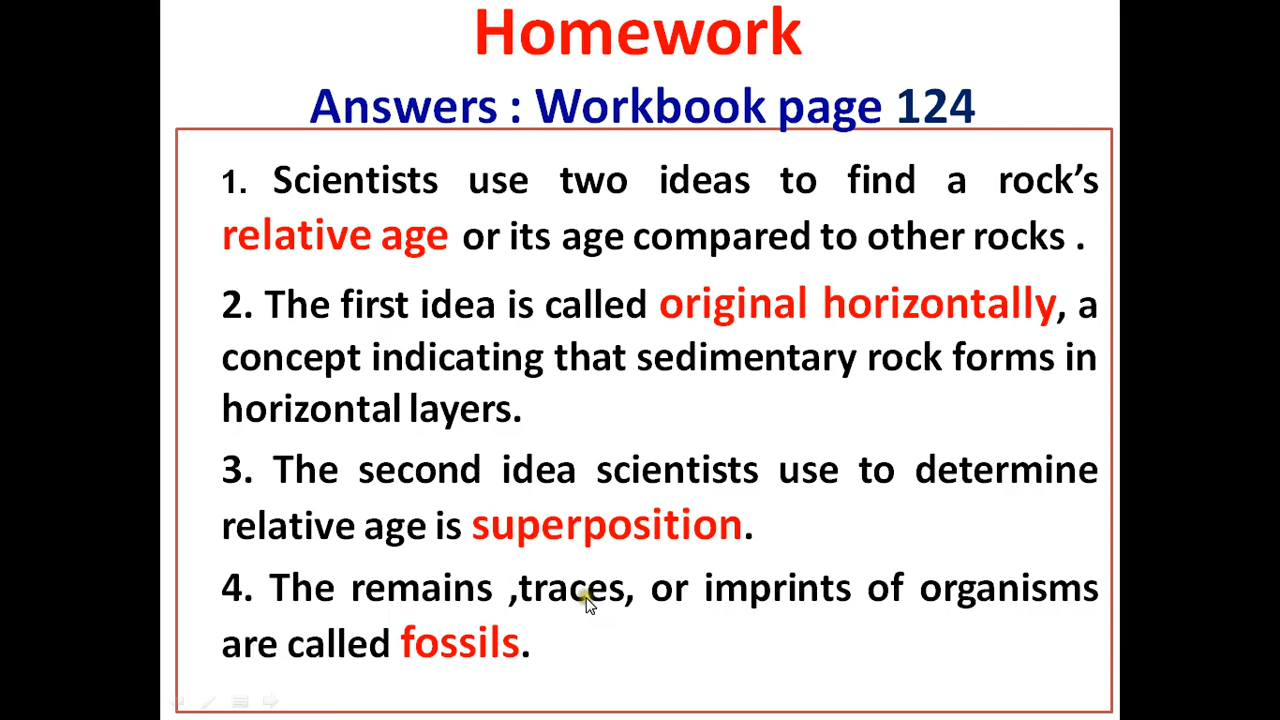 Homework
Answers : Workbook page 124
1. Scientists use two ideas to find a rock’s
relative age or its age compared to other rocks .
2. The first idea is called original horizontally, a
concept indicating that sedimentary rock forms in
horizontal layers.
3. The second idea scientists use to determine
relative age is superposition.
4. The remains ,traces, or imprints of organisms
are called fossils.